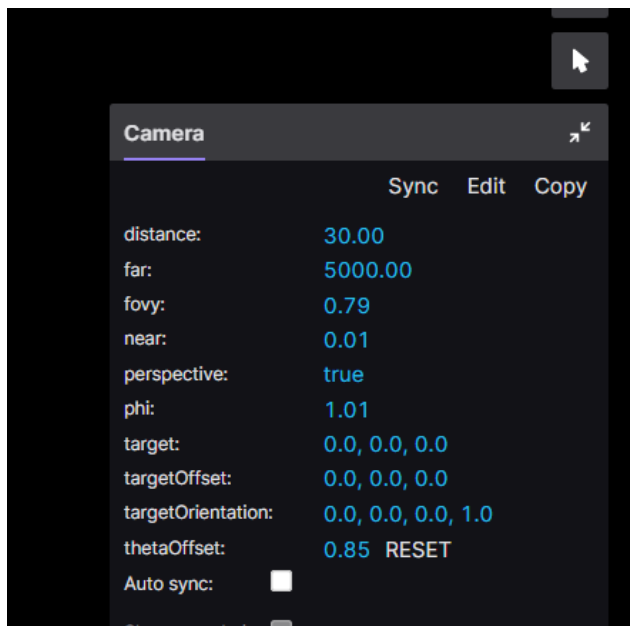 Camera
Sync Edit Copy
distance: 30.00
far: 5000.00
fovy: 0.79
near: 0.01
perspective: true
phi: 1.01
target: 0.0, 0.0, 0.0
targetOffset: 0.0, 0.0, 0.0
targetOrientation: 0.0, 0.0, 0.0, 1.0
thetaOffset: 0.85 RESET
Auto sync: